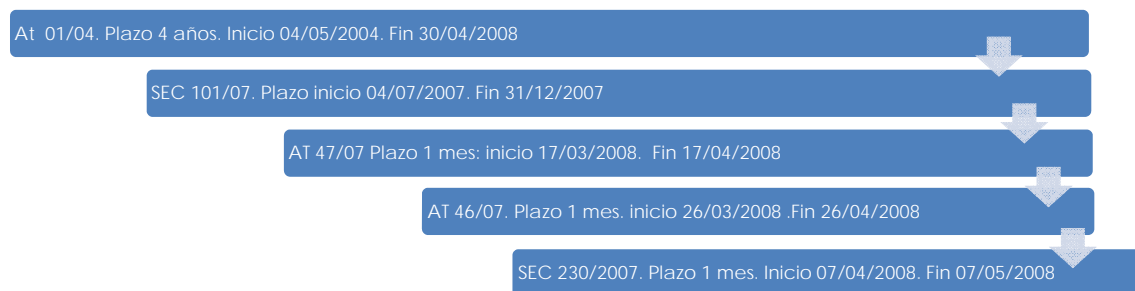 At 01/04. Plazo 4 años. Inicio 04/05/2004. Fin 30/04/2008
SEC 101/07. Plazo inicio 04/07/2007. Fin 31/12/2007
AT 47/07 Plazo 1 mes: inicio 17/03/2008. Fin 17/04/2008
AT 46/07. Plazo 1 mes. inicio 26/03/2008 .Fin 26/04/2008
SEC 230/2007. Plazo 1 mes. Inicio 07/04/2008. Fin 07/05/2008